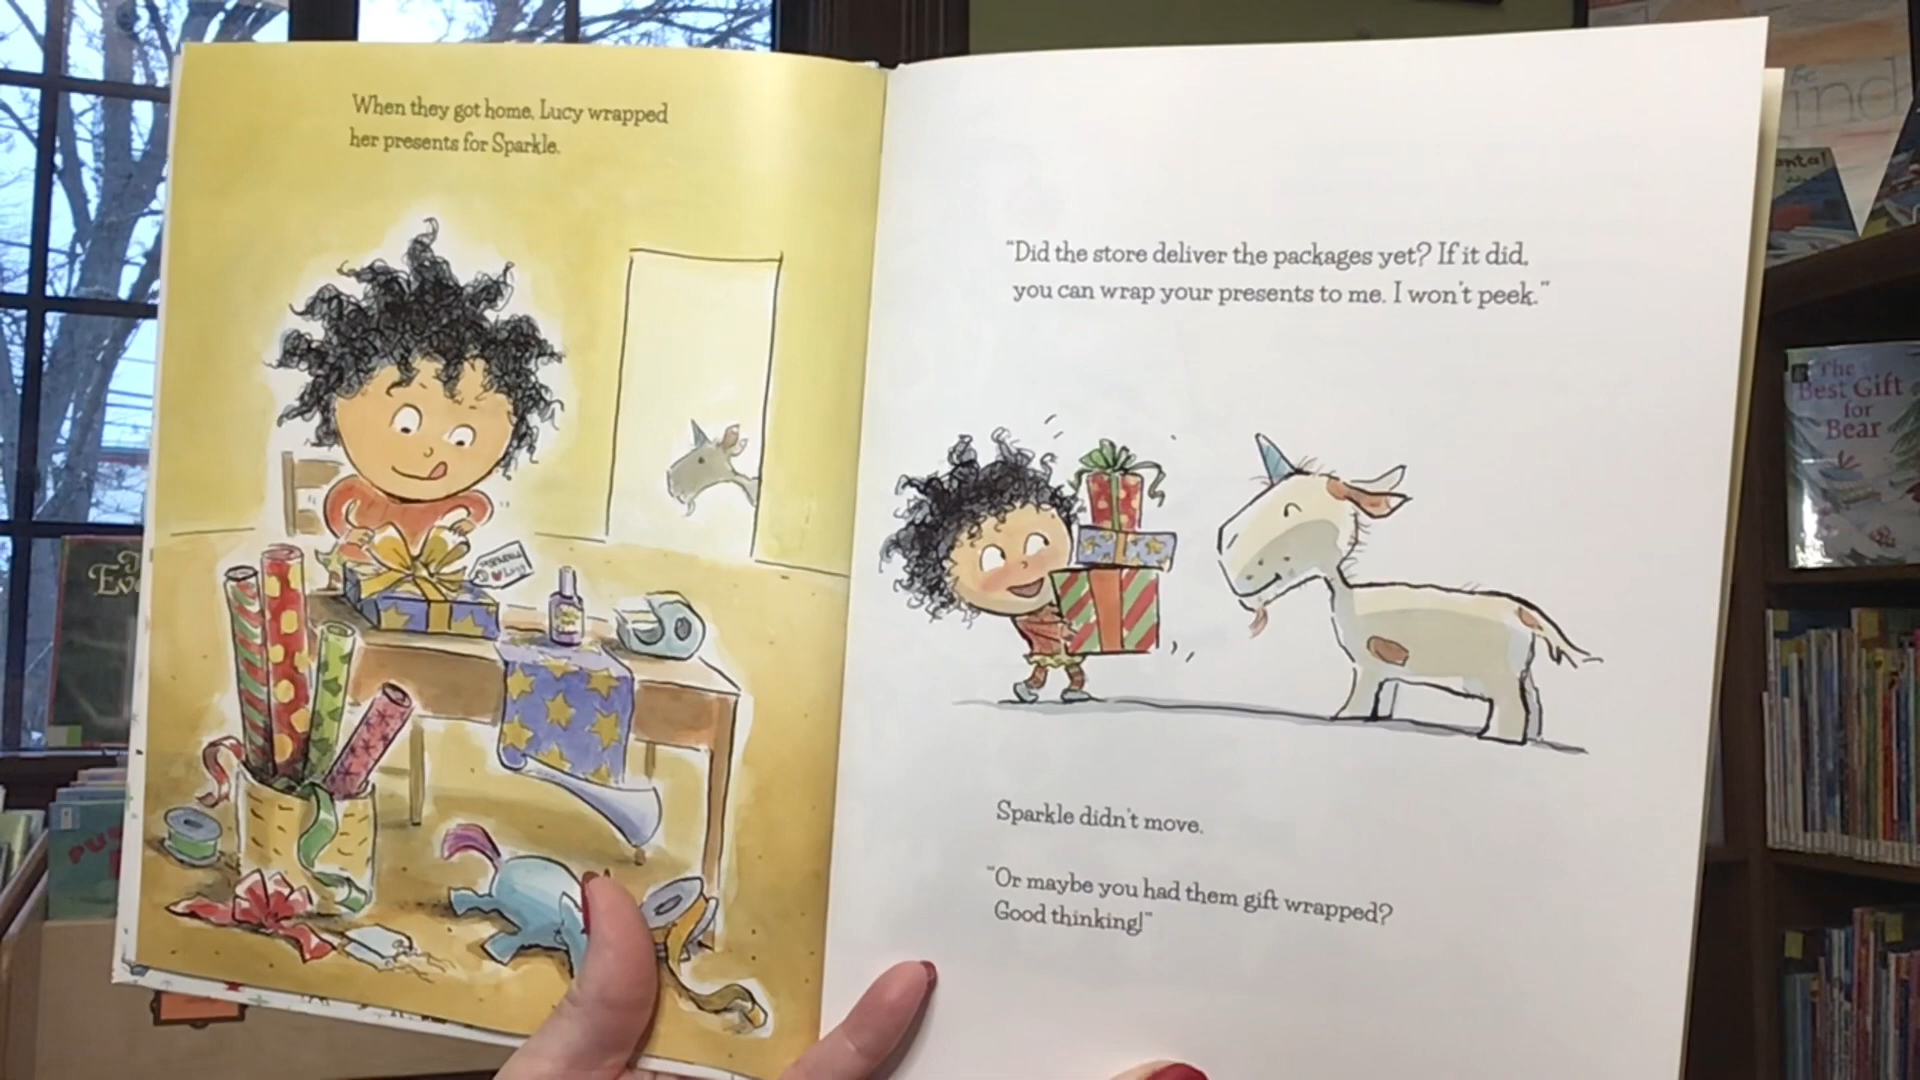 When they got home, Lucy wrapped
her presents for Sparkle.
"Did the store deliver the packages yet? If it did,
you can wrap your presents to me. I won't peek."
Sparkle didn't move.
"Or maybe you had them gift wrapped?
Good thinking!"
The
Best Gift
for
Bear